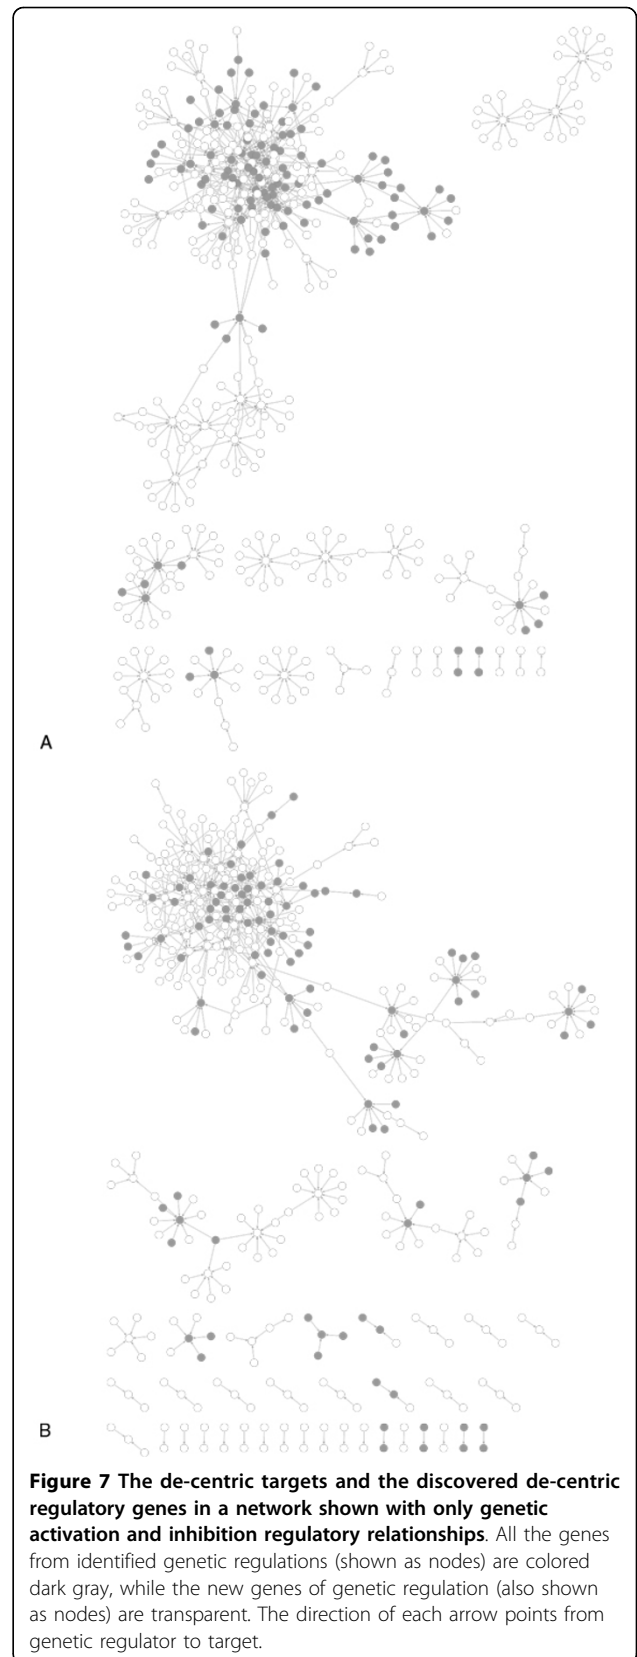 A
B
Figure 7 The de-centric targets and the discovered de-centric
regulatory genes in a network shown with only genetic
activation and inhibition regulatory relationships. All the genes
from identified genetic regulations (shown as nodes) are colored
dark gray, while the new genes of genetic regulation (also shown
as nodes) are transparent. The direction of each arrow points from
genetic regulator to target.